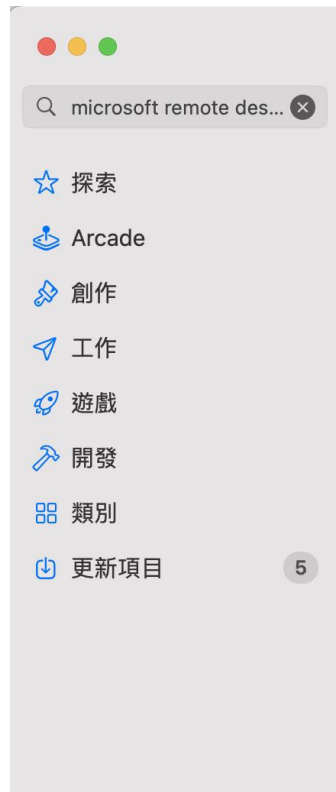 microsoft remote des...
探索
Arcade
創作
工作
遊戲
開發
類別
更新項目 5